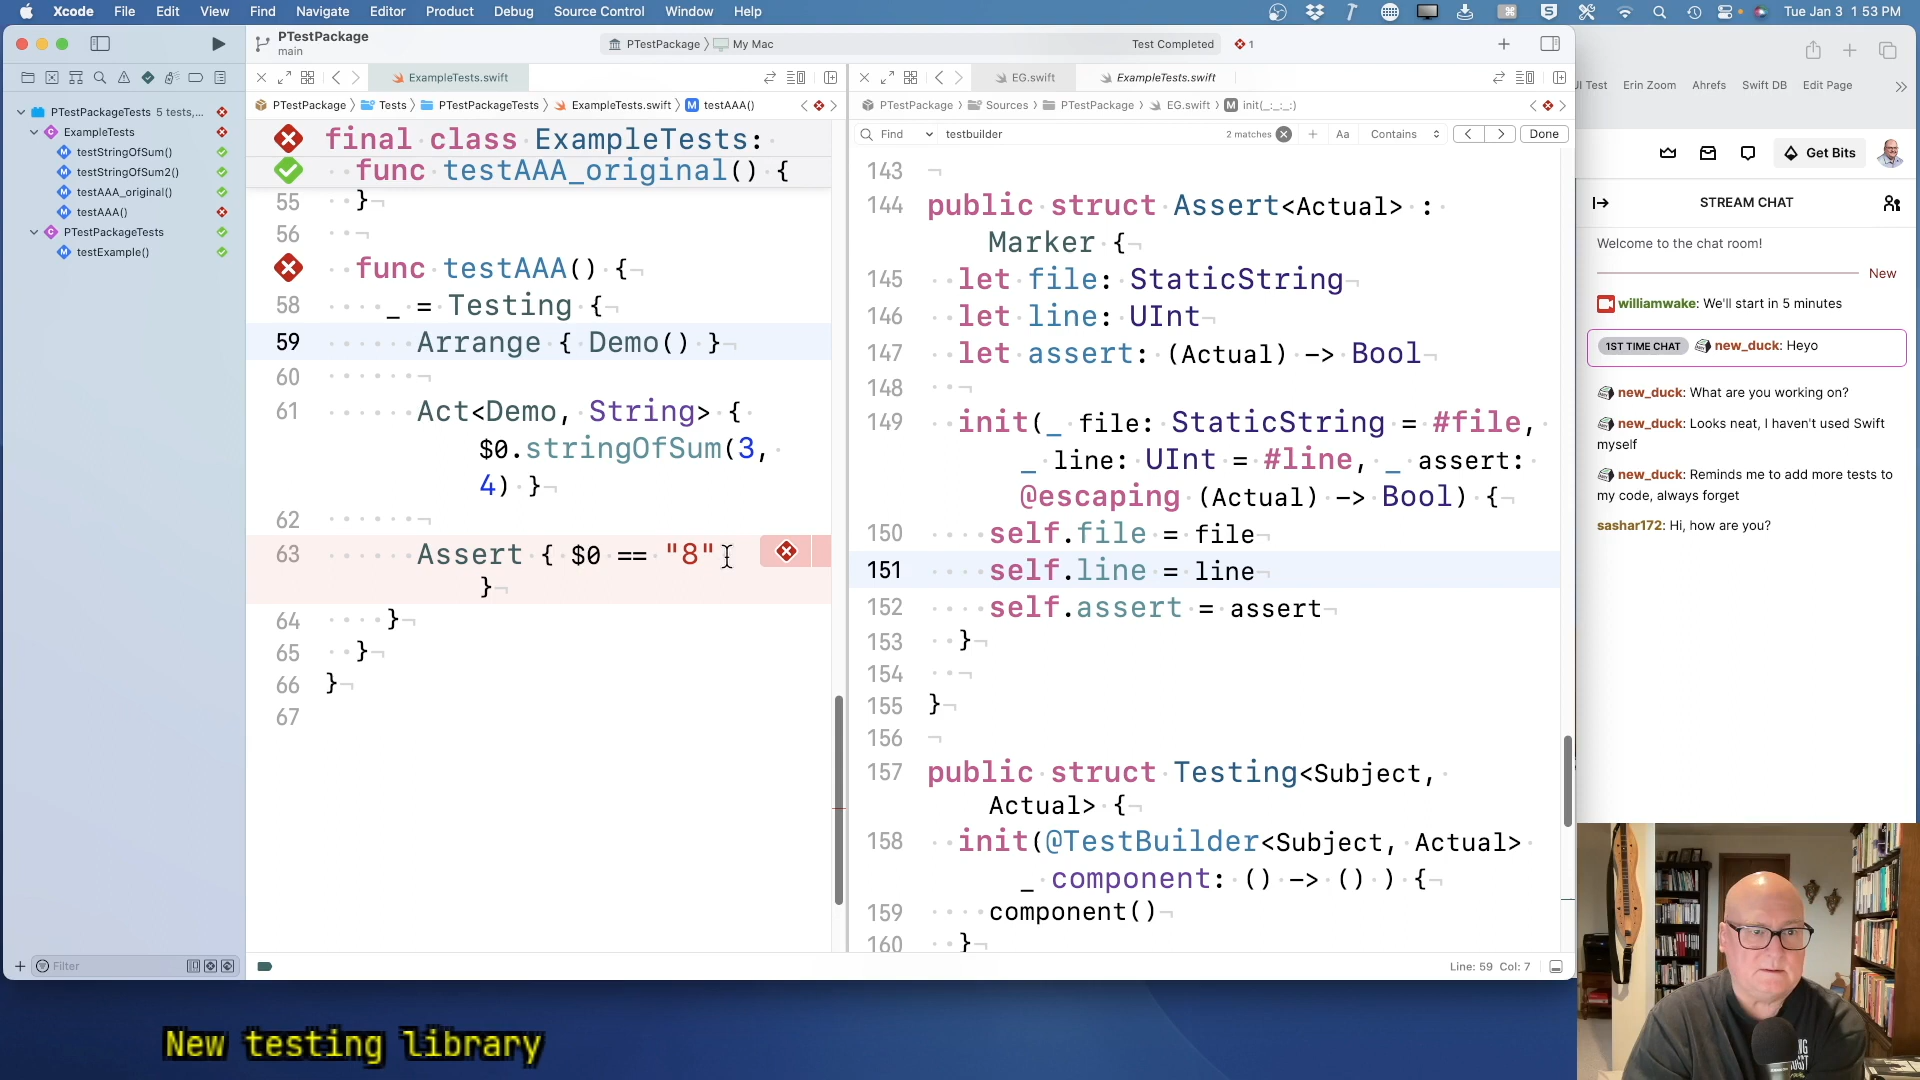 Xcode File Edit View Find Navigate Editor Product Debug Source Control Window Help Tue Jan 3 1:53 PM
PTestPackage
main
PTestPackage 〉 My Mac Test Completed 1
PTestPackageTests 5 tests,...
ExampleTests
testStringOfSum()
testStringOfSum2()
testAAA_original()
testAAA()
PTestPackageTests
testExample()
Filter
ExampleTests.swift
PTestPackage 〉 Tests 〉 PTestPackageTests 〉 ExampleTests.swift 〉 M testAAA()
final class ExampleTests:
func testAAA_original() {
55 }
56
func testAAA() {
58 _ = Testing {
59 Arrange { Demo() }
60
61 Act<Demo, String> {
$0.stringOfSum(3,
4) }
62
63 Assert { $0 == "8"
}
64 }
65 }
66 }
67
EG.swift ExampleTests.swift
PTestPackage 〉 Sources 〉 PTestPackage 〉 EG.swift 〉 M init(_:_:_:)
Find testbuilder 2 matches Aa Contains Done
143
144 public struct Assert<Actual> :
Marker {
145 let file: StaticString
146 let line: UInt
147 let assert: (Actual) -> Bool
148
149 init(_ file: StaticString = #file,
_ line: UInt = #line, _ assert:
@escaping (Actual) -> Bool) {
150 self.file = file
151 self.line = line
152 self.assert = assert
153 }
154
155 }
156
157 public struct Testing<Subject,
Actual> {
158 init(@TestBuilder<Subject, Actual>
_ component: () -> () ) {
159 component()
160 }
Line: 59 Col: 7
UI Test Erin Zoom Ahrefs Swift DB Edit Page
Get Bits
STREAM CHAT
Welcome to the chat room!
New
williamwake: We'll start in 5 minutes
1ST TIME CHAT new_duck: Heyo
new_duck: What are you working on?
new_duck: Looks neat, I haven't used Swift
myself
new_duck: Reminds me to add more tests to
my code, always forget
sashar172: Hi, how are you?
New testing library